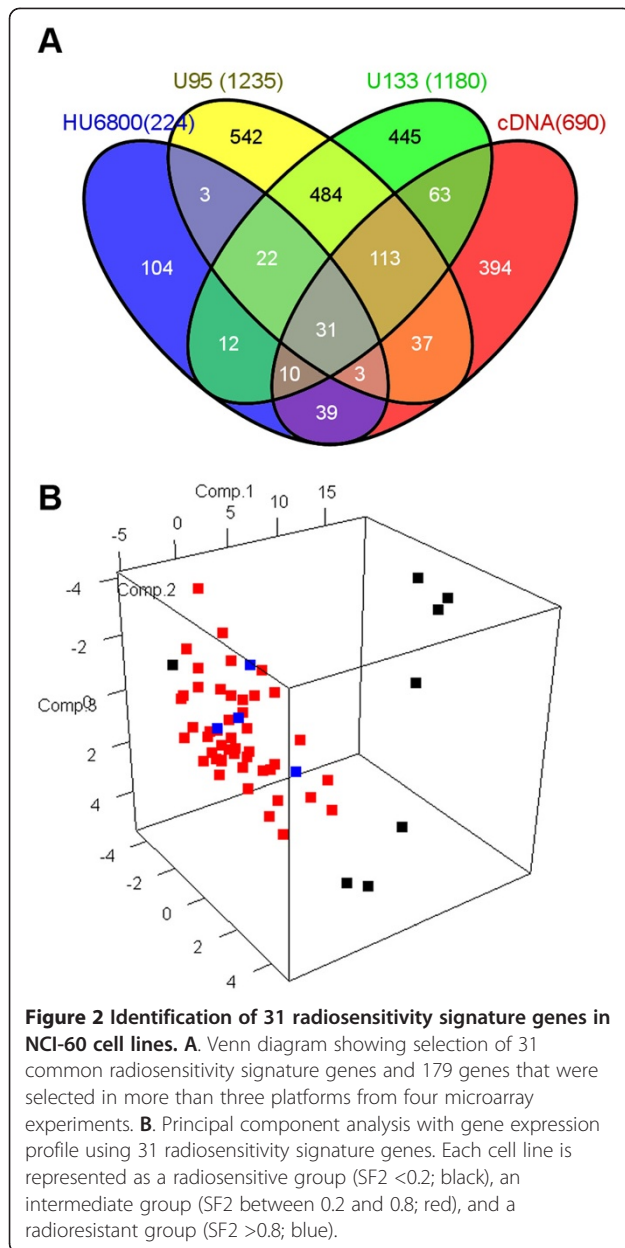 A
U95 (1235)
U133 (1180)
HU6800(224)
cDNA(690)
542
445
3
484
63
104
22
113
394
31
12
37
10
3
39
B
Comp.1
-5
0
5
10
15
-4
Comp.2
-2
Comp.3
0
2
4
-4
-2
0
2
4
Figure 2 Identification of 31 radiosensitivity signature genes in
NCI-60 cell lines. A. Venn diagram showing selection of 31
common radiosensitivity signature genes and 179 genes that were
selected in more than three platforms from four microarray
experiments. B. Principal component analysis with gene expression
profile using 31 radiosensitivity signature genes. Each cell line is
represented as a radiosensitive group (SF2 <0.2; black), an
intermediate group (SF2 between 0.2 and 0.8; red), and a
radioresistant group (SF2 >0.8; blue).